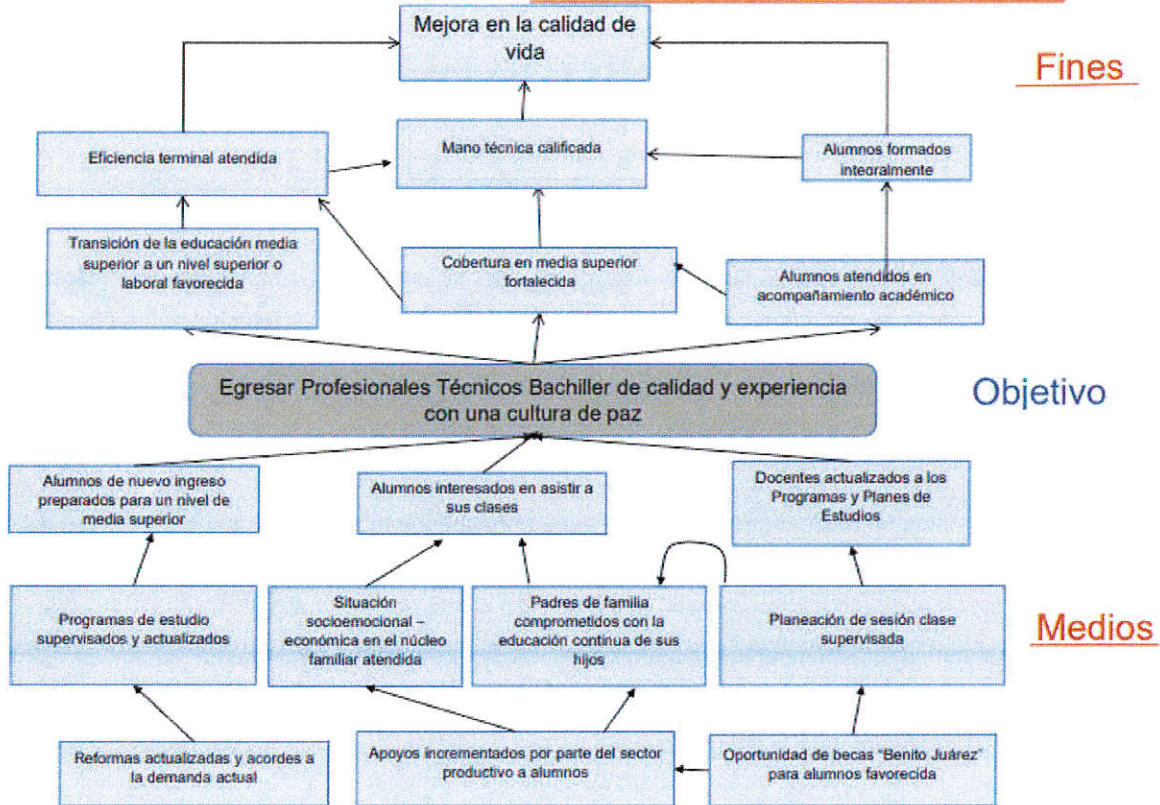 Mejora en la calidad de
vida
Fines
Eficiencia terminal atendida
Mano técnica calificada
Alumnos formados
integralmente
Transición de la educación media
superior a un nivel superior o
laboral favorecida
Cobertura en media superior
fortalecida
Alumnos atendidos en
acompañamiento académico
Egresar Profesionales Técnicos Bachiller de calidad y experiencia
con una cultura de paz
Objetivo
Alumnos de nuevo ingreso
preparados para un nivel de
media superior
Alumnos interesados en asistir a
sus clases
Docentes actualizados a los
Programas y Planes de
Estudios
Programas de estudio
supervisados y actualizados
Situación
socioemocional –
económica en el núcleo
familiar atendida
Padres de familia
comprometidos con la
educación continua de sus
hijos
Planeación de sesión clase
supervisada
Medios
Reformas actualizadas y acordes a
la demanda actual
Apoyos incrementados por parte del sector
productivo a alumnos
Oportunidad de becas "Benito Juárez"
para alumnos favorecida